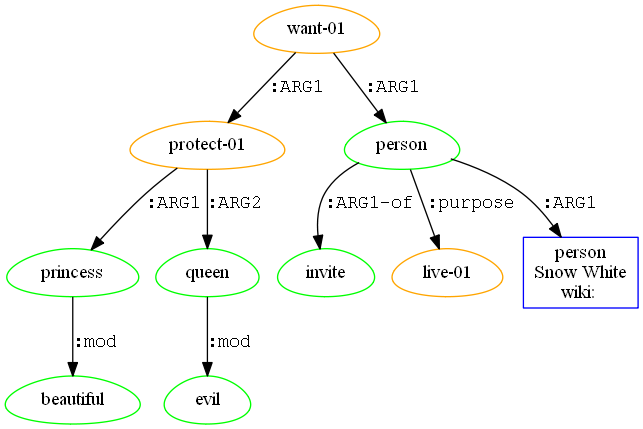 want-01
:ARG1 :ARG1
protect-01 person
:ARG1 :ARG2 :ARG1-of :purpose :ARG1
princess queen invite live-01 person
Snow White
wiki:
:mod :mod
beautiful evil